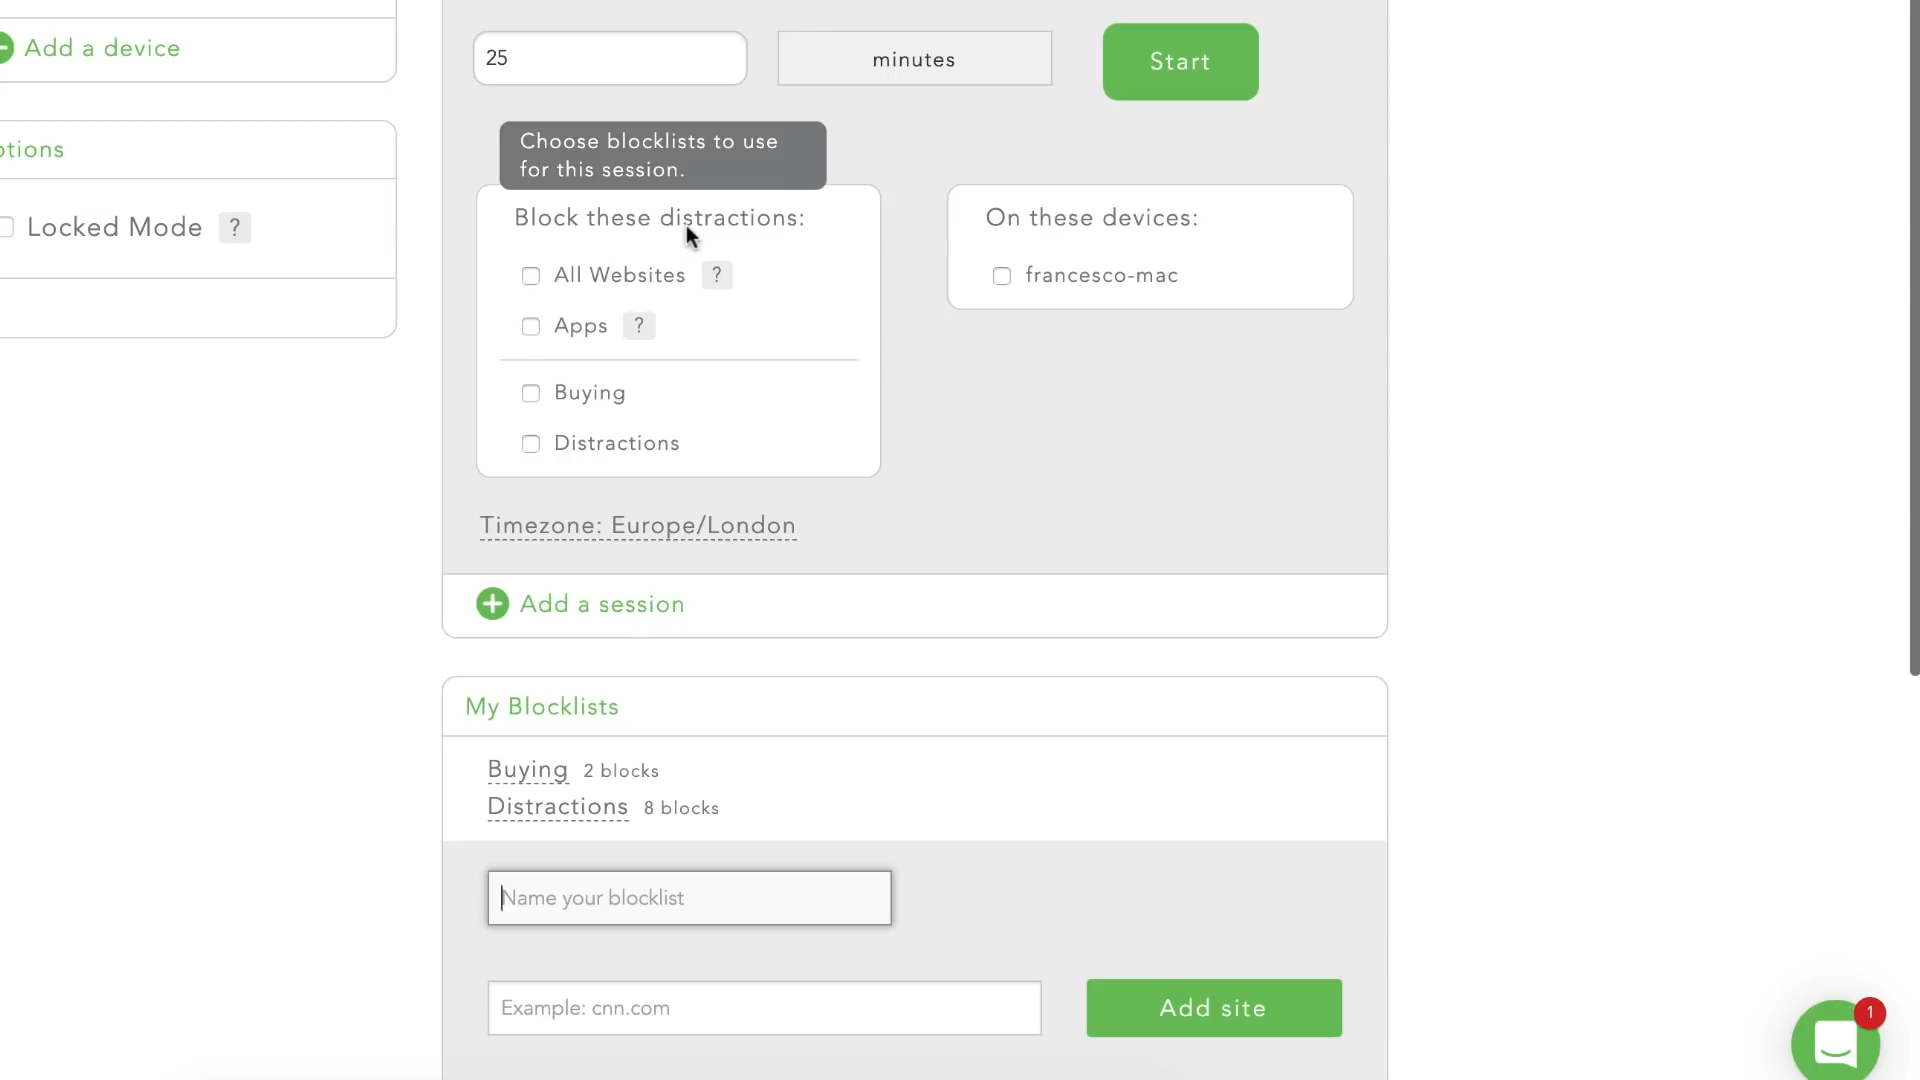 Add a device
ptions
Locked Mode ?
25
minutes
Start
Choose blocklists to use
for this session.
Block these distractions:
All Websites ?
Apps ?
Buying
Distractions
On these devices:
francesco-mac
Timezone: Europe/London
Add a session
My Blocklists
Buying 2 blocks
Distractions 8 blocks
Name your blocklist
Example: cnn.com
Add site
1